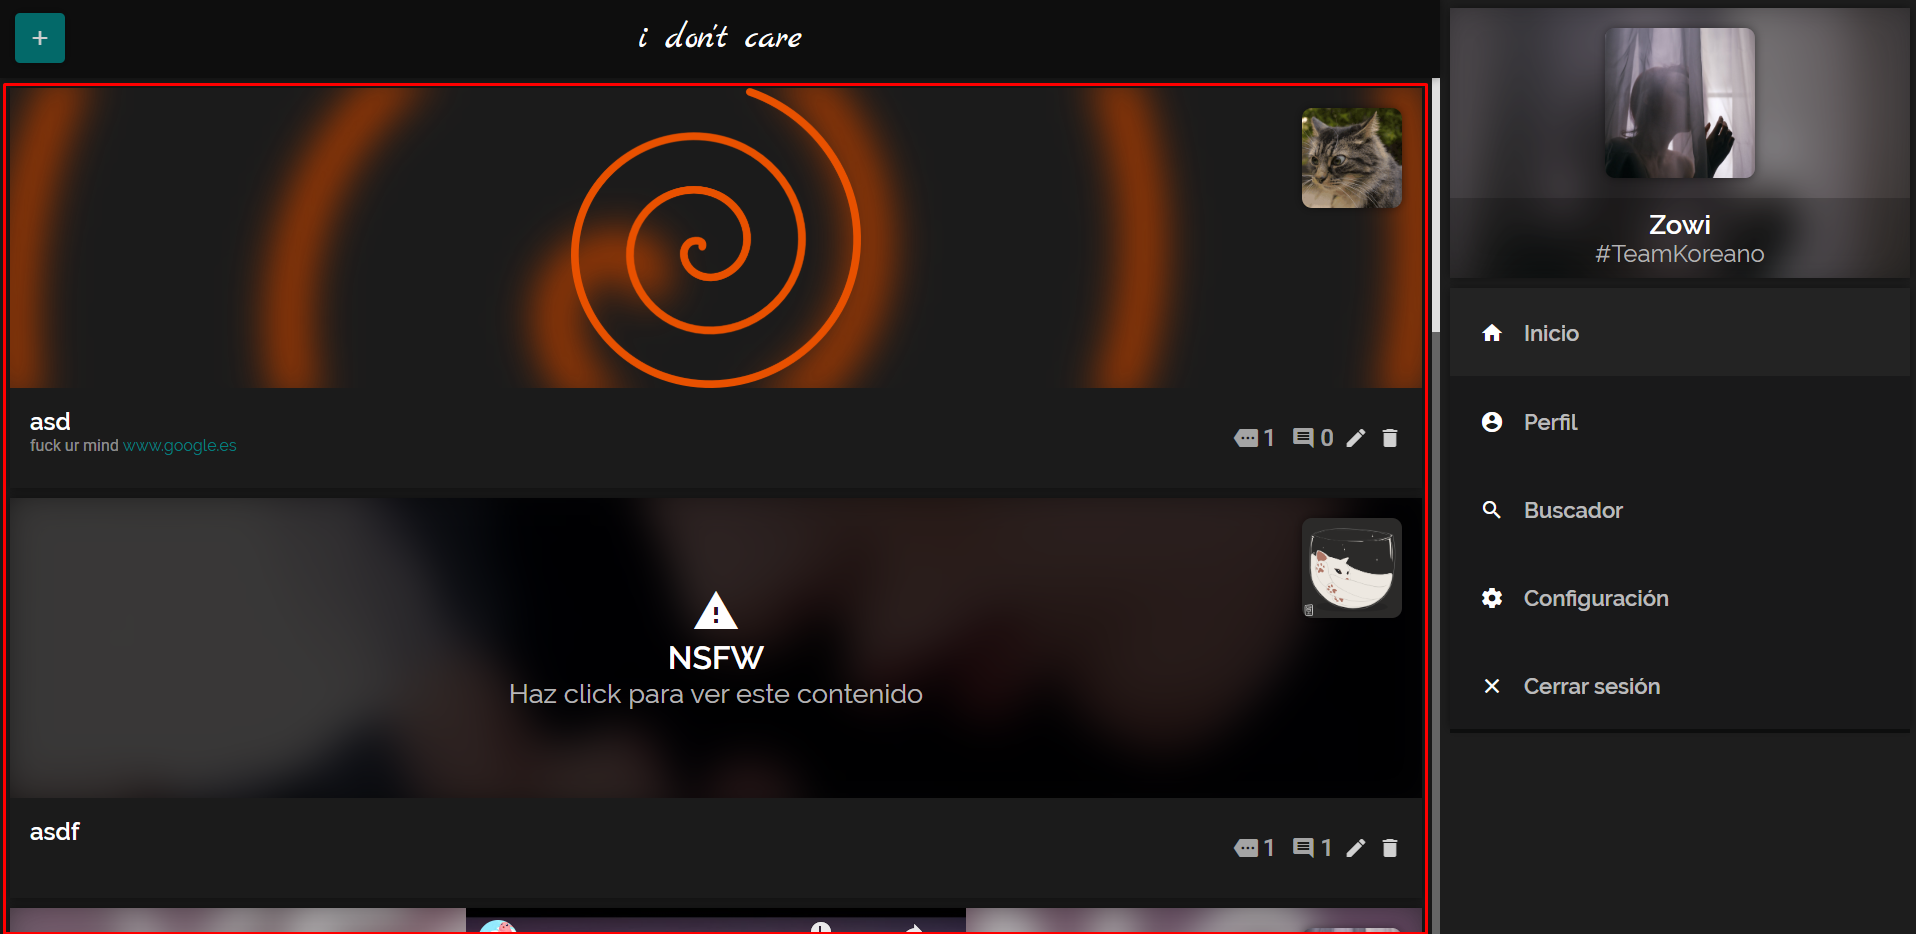 +
i don't care
asd
fuck ur mind www.google.es
1 0
NSFW
Haz click para ver este contenido
asdf
1 1
Zowi
#TeamKoreano
Inicio
Perfil
Buscador
Configuración
Cerrar sesión